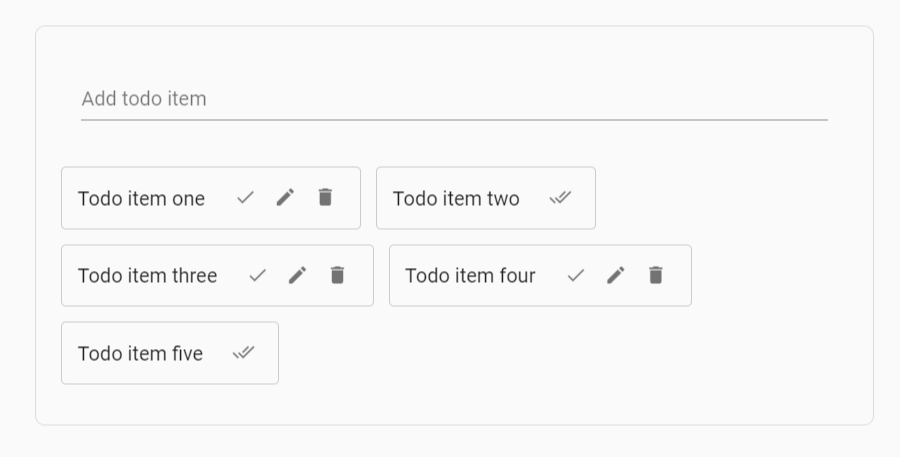 Add todo item
Todo item one
Todo item two
Todo item three
Todo item four
Todo item five